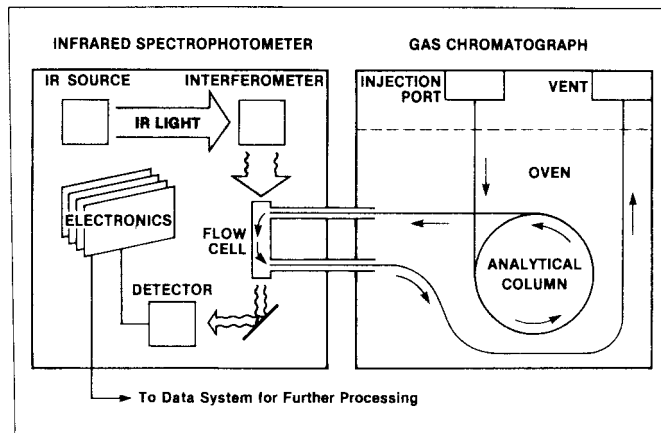 INFRARED SPECTROPHOTOMETER
GAS CHROMATOGRAPH
IR SOURCE
INTERFEROMETER
IR LIGHT
ELECTRONICS
FLOW
CELL
DETECTOR
To Data System for Further Processing
INJECTION
PORT
VENT
OVEN
ANALYTICAL
COLUMN